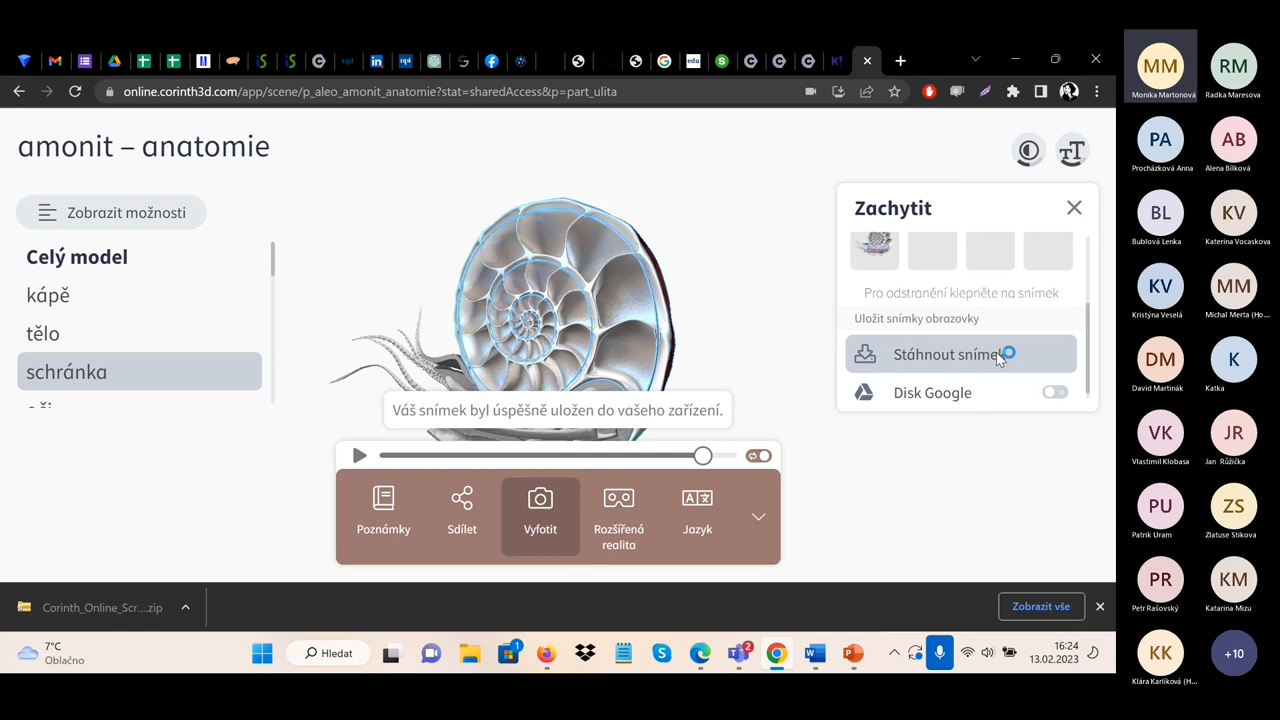 online.corinth3d.com/app/scene/p_aleo_amonit_anatomie?stat=sharedAccess&p=part_ulita
amonit – anatomie
Zobrazit možnosti
Celý model
kápě
tělo
schránka
Zachytit
Pro odstranění klepněte na snímek
Uložit snímky obrazovky
Stáhnout snímek
Disk Google
Váš snímek byl úspěšně uložen do vašeho zařízení.
Poznámky
Sdílet
Vyfotit
Rozšířená
realita
Jazyk
Corinth_Online_Scr....zip
Zobrazit vše
7°C
Oblačno
Hledat
16:24
13.02.2023
MM
Monika Martonová
RM
Radka Maresova
PA
Procházková Anna
AB
Alena Bílková
BL
Bublová Lenka
KV
Katerina Vocaskova
KV
Kristýna Veselá
MM
Michal Merta (Ho...
DM
David Martinák
K
Katka
VK
Vlastimil Klobasa
JR
Jan Růžička
PU
Patrik Uram
ZS
Zlatuse Stikova
PR
Petr Rašovský
KM
Katarina Mizu
KK
Klára Karlíková (H...
+10